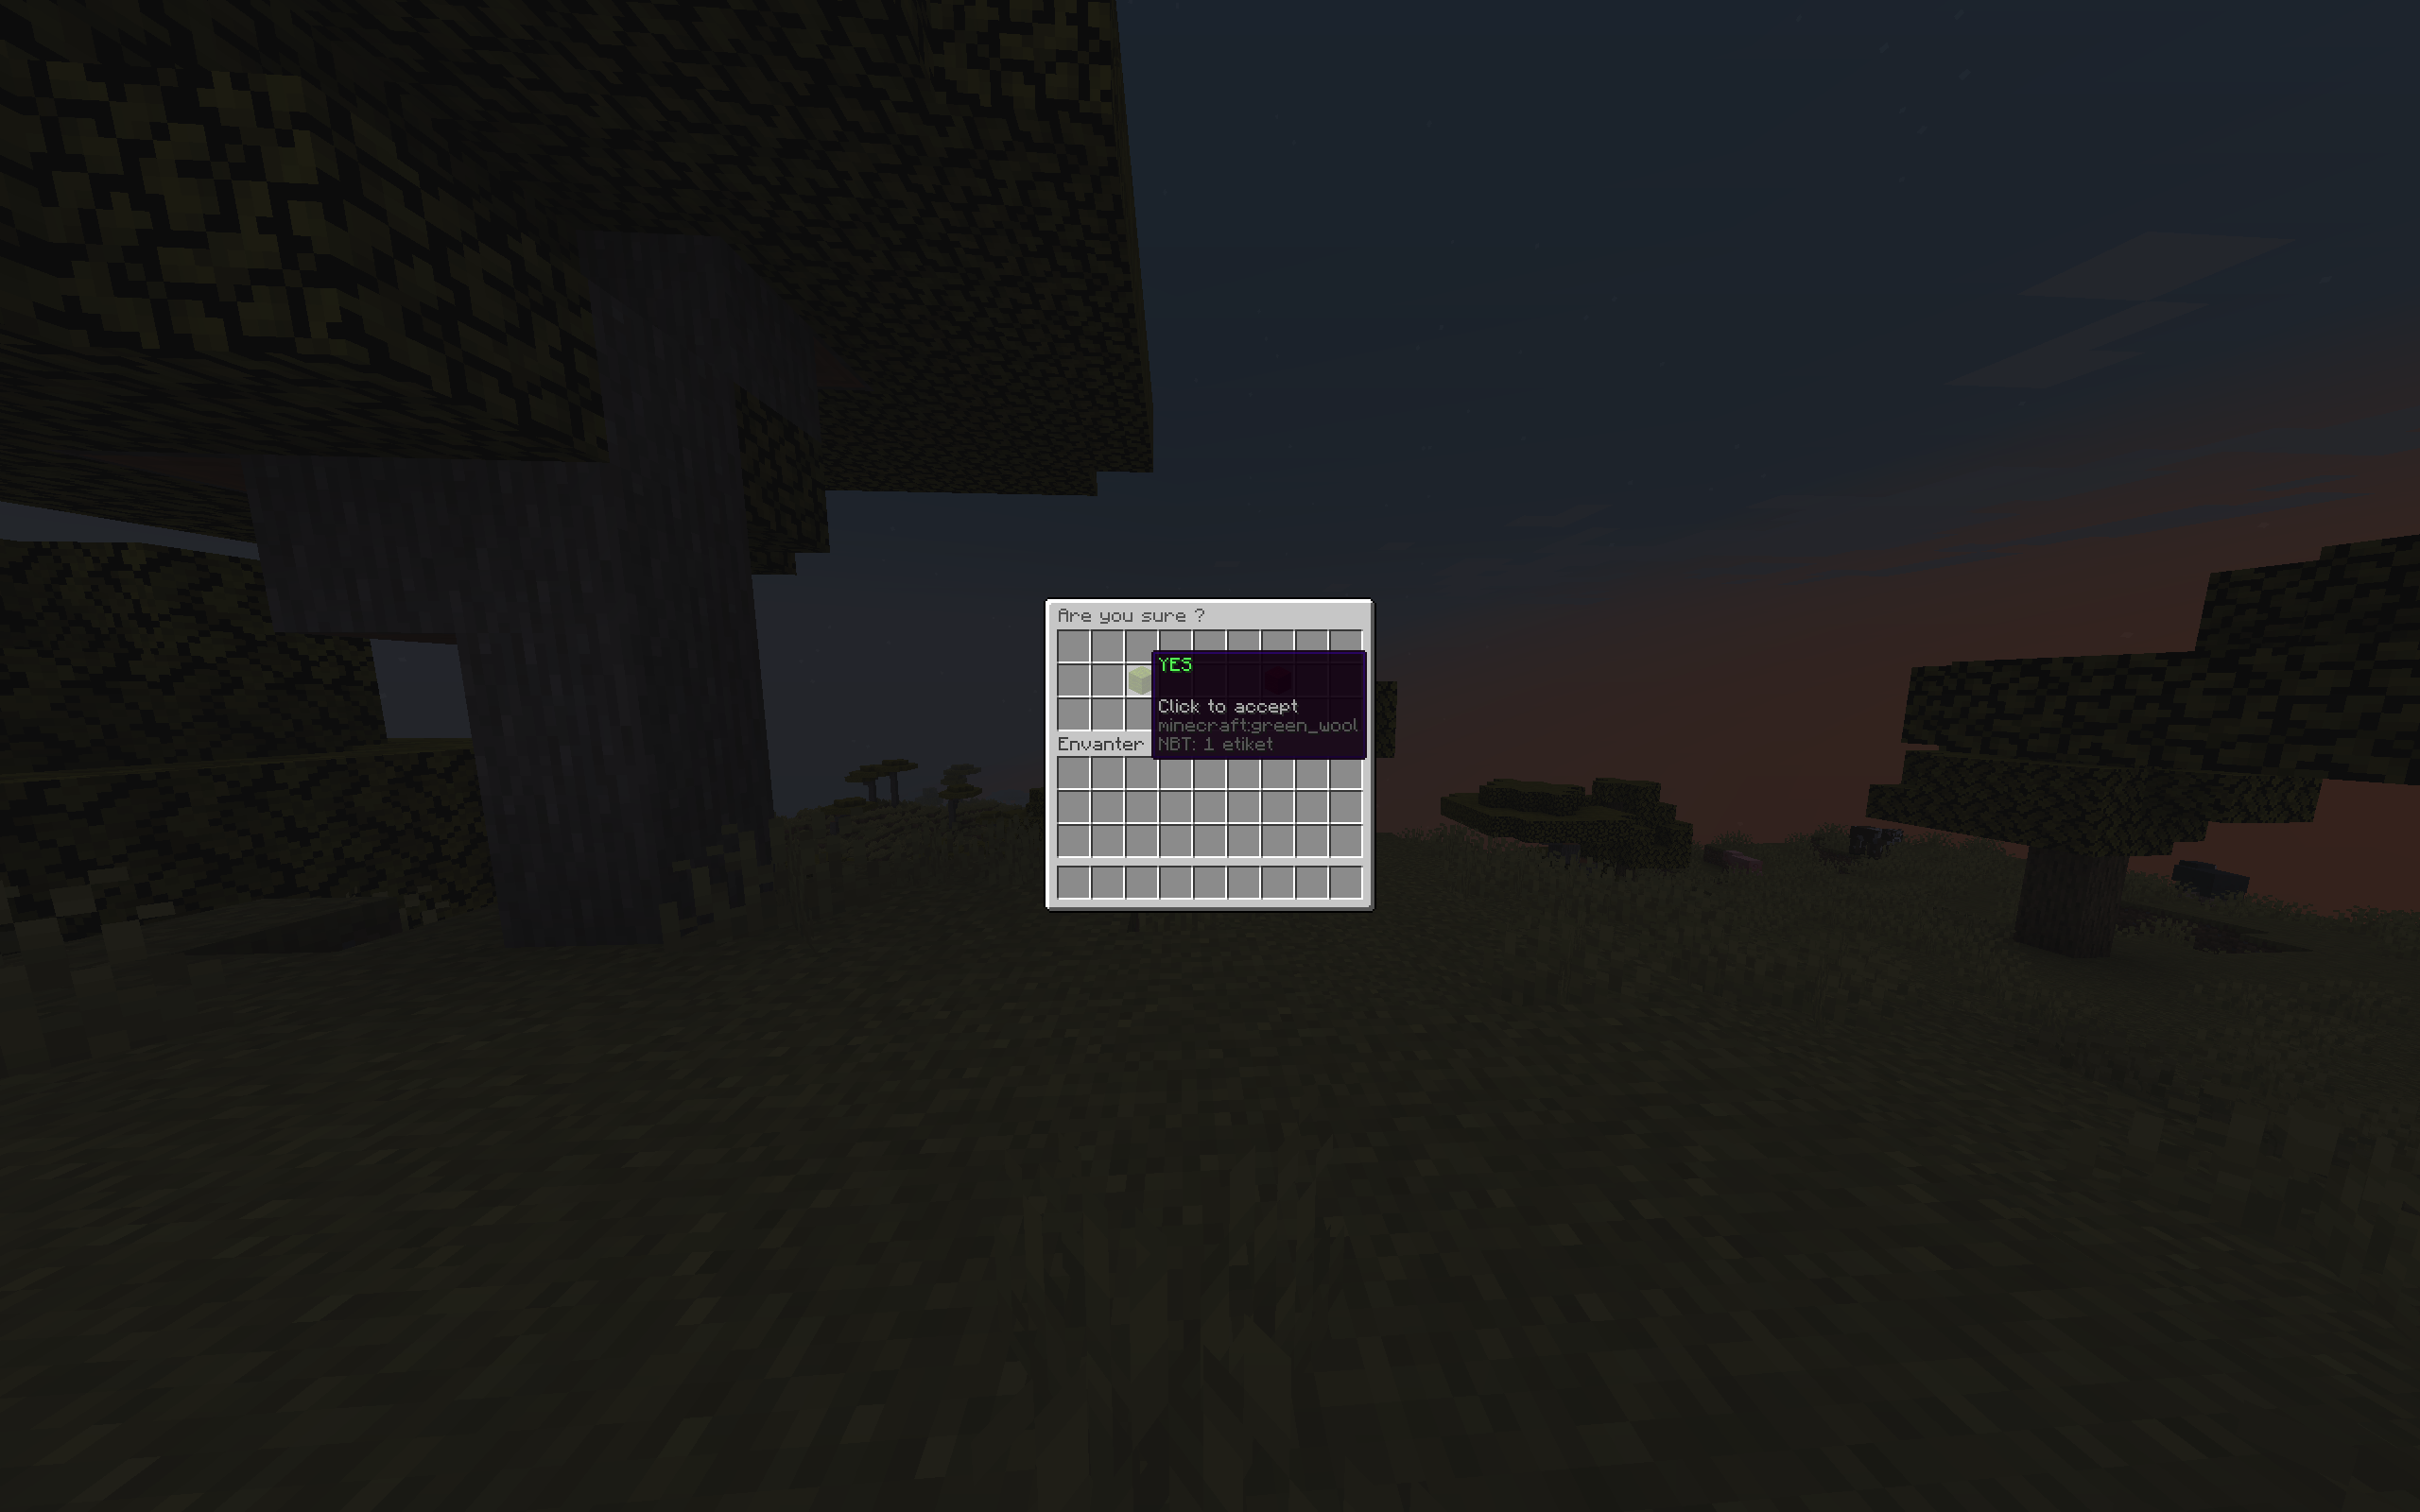 Are you sure ?
YES
Click to accept
minecraft:green_wool
NBT: 1 etiket
Envanter